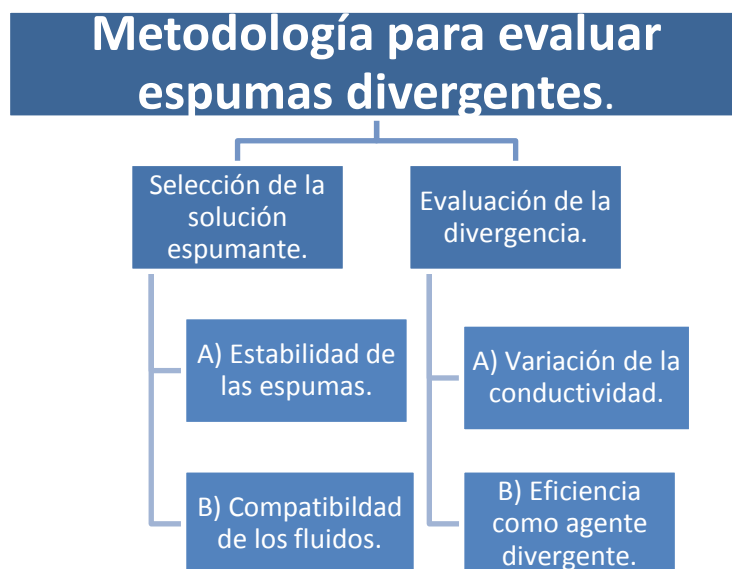 Metodología para evaluar
espumas divergentes.
Selección de la
solución
espumante.
A) Estabilidad de
las espumas.
B) Compatibildad
de los fluidos.
Evaluación de la
divergencia.
A) Variación de la
conductividad.
B) Eficiencia
como agente
divergente.